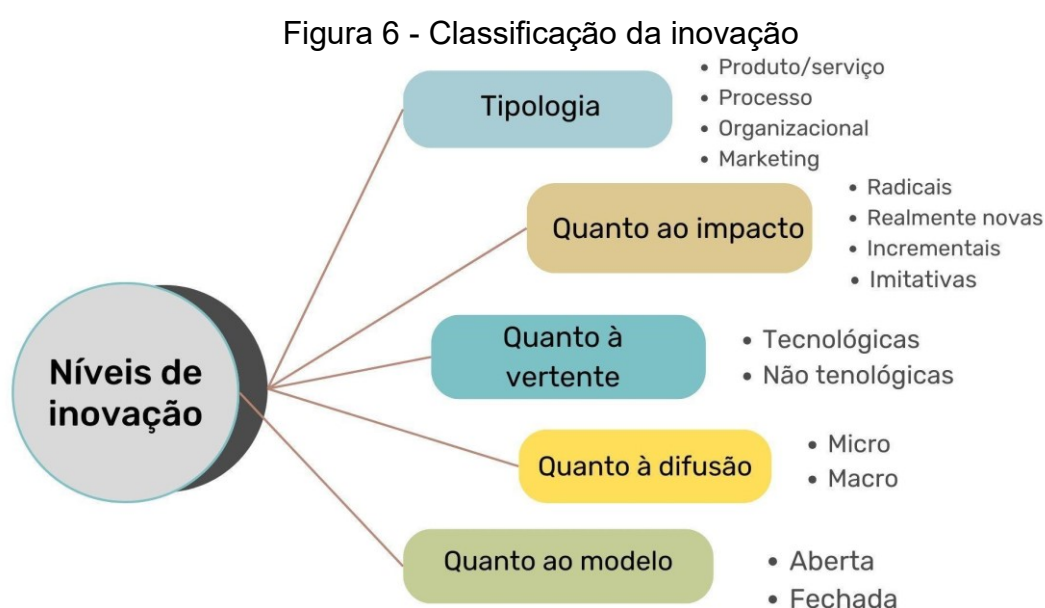 Figura 6 - Classificação da inovação
Tipologia
• Produto/serviço
• Processo
• Organizacional
• Marketing
Quanto ao impacto
• Radicais
• Realmente novas
• Incrementais
• Imitativas
Níveis de
inovação
Quanto à
vertente
• Tecnológicas
• Não tenológicas
Quanto à difusão
• Micro
• Macro
Quanto ao modelo
• Aberta
• Fechada